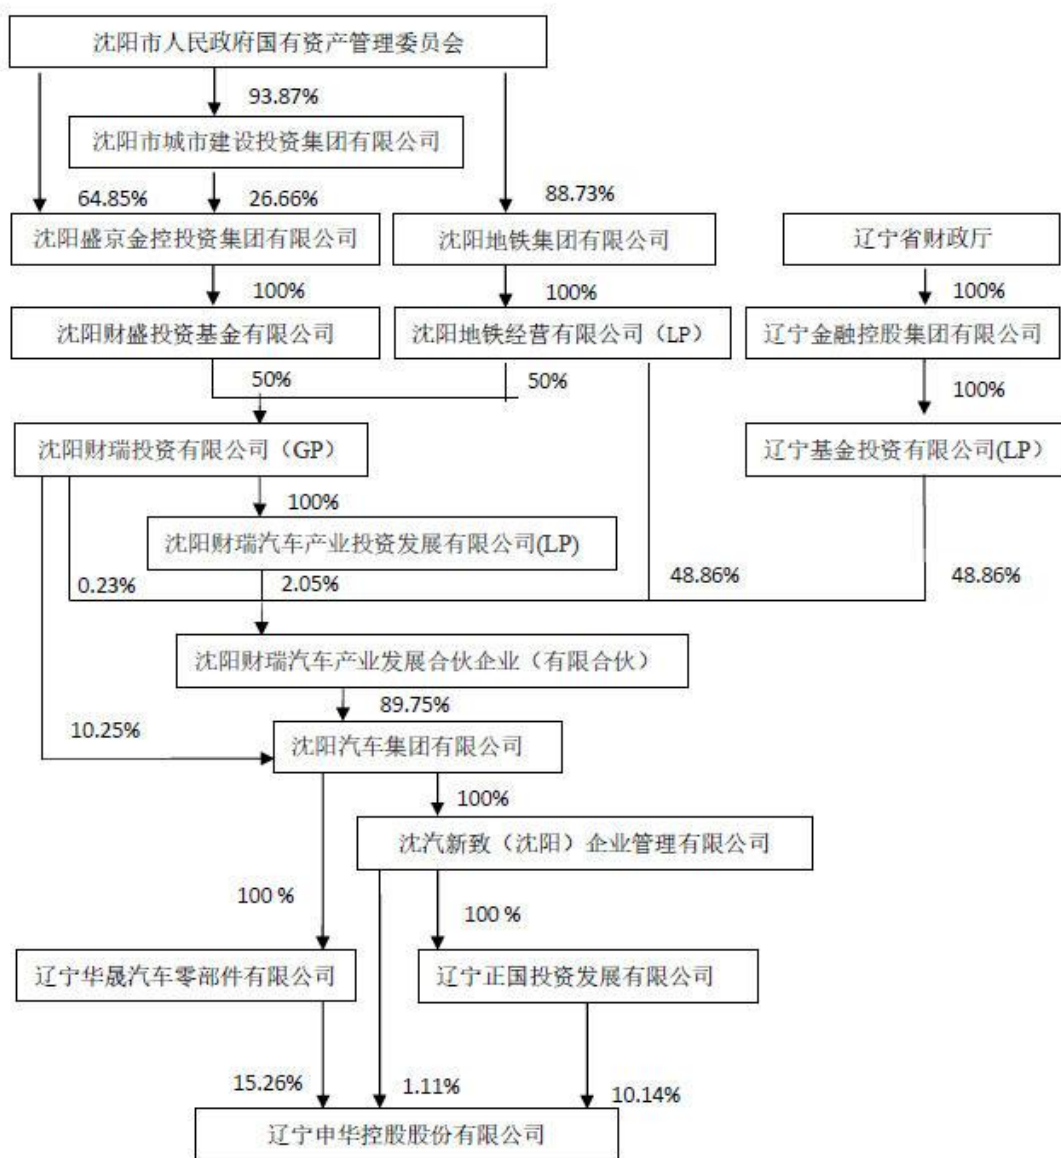 沈阳市人民政府国有资产管理委员会
93.87%
沈阳市城市建设投资集团有限公司
64.85%
26.66%
88.73%
沈阳盛京金控投资集团有限公司
沈阳地铁集团有限公司
辽宁省财政厅
100%
100%
100%
沈阳财盛投资基金有限公司
沈阳地铁经营有限公司（LP）
辽宁金融控股集团有限公司
50%
50%
100%
沈阳财瑞投资有限公司（GP）
辽宁基金投资有限公司(LP）
100%
沈阳财瑞汽车产业投资发展有限公司(LP)
0.23%
2.05%
48.86%
48.86%
沈阳财瑞汽车产业发展合伙企业（有限合伙）
89.75%
10.25%
沈阳汽车集团有限公司
100%
沈汽新致（沈阳）企业管理有限公司
100 %
100 %
辽宁华晟汽车零部件有限公司
辽宁正国投资发展有限公司
15.26%
1.11%
10.14%
辽宁申华控股股份有限公司